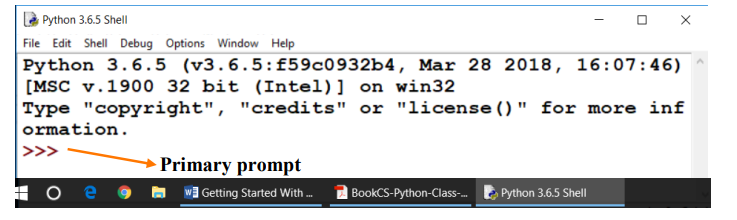 Python 3.6.5 Shell
File Edit Shell Debug Options Window Help
Python 3.6.5 (v3.6.5:f59c0932b4, Mar 28 2018, 16:07:46)
[MSC v.1900 32 bit (Intel)] on win32
Type "copyright", "credits" or "license()" for more inf
ormation.
>>>
Primary prompt
Getting Started With ... BookCS-Python-Class-... Python 3.6.5 Shell